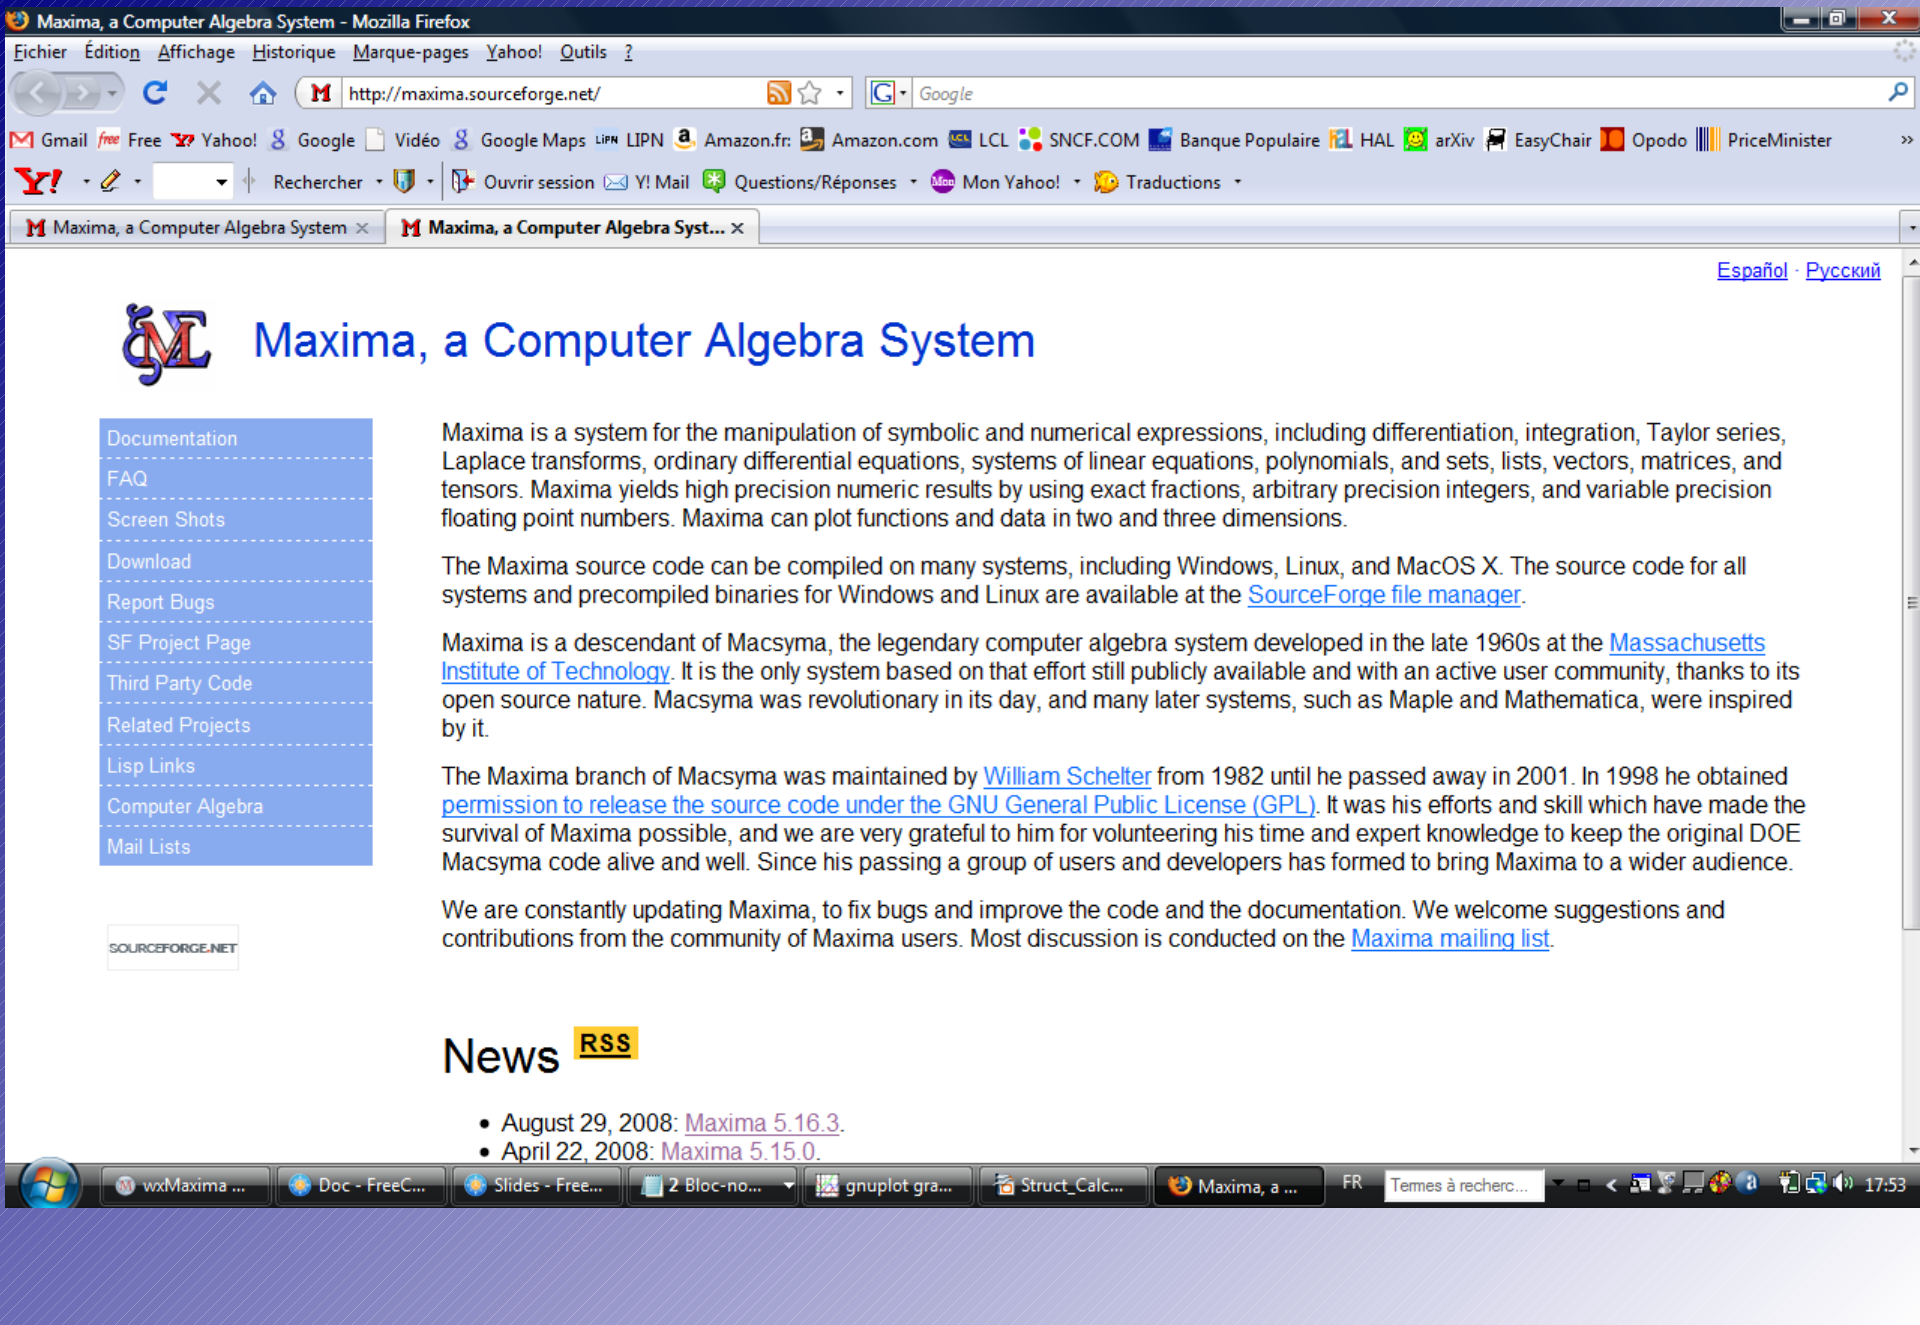 Maxima, a Computer Algebra System - Mozilla Firefox
Fichier Édition Affichage Historique Marque-pages Yahoo! Outils ?
http://maxima.sourceforge.net/ G Google
Gmail free Free Yahoo! Google Vidéo Google Maps LIPN LIPN Amazon.fr: Amazon.com LCL LCL SNCF.COM Banque Populaire HAL arXiv EasyChair Opodo PriceMinister »
Y! Rechercher Ouvrir session Y! Mail Questions/Réponses Mon Mon Yahoo! Traductions
M Maxima, a Computer Algebra System M Maxima, a Computer Algebra Syst...
Español · Русский
Maxima, a Computer Algebra System
Documentation
FAQ
Screen Shots
Download
Report Bugs
SF Project Page
Third Party Code
Related Projects
Lisp Links
Computer Algebra
Mail Lists
SOURCEFORGE.NET
Maxima is a system for the manipulation of symbolic and numerical expressions, including differentiation, integration, Taylor series,
Laplace transforms, ordinary differential equations, systems of linear equations, polynomials, and sets, lists, vectors, matrices, and
tensors. Maxima yields high precision numeric results by using exact fractions, arbitrary precision integers, and variable precision
floating point numbers. Maxima can plot functions and data in two and three dimensions.
The Maxima source code can be compiled on many systems, including Windows, Linux, and MacOS X. The source code for all
systems and precompiled binaries for Windows and Linux are available at the SourceForge file manager.
Maxima is a descendant of Macsyma, the legendary computer algebra system developed in the late 1960s at the Massachusetts
Institute of Technology. It is the only system based on that effort still publicly available and with an active user community, thanks to its
open source nature. Macsyma was revolutionary in its day, and many later systems, such as Maple and Mathematica, were inspired
by it.
The Maxima branch of Macsyma was maintained by William Schelter from 1982 until he passed away in 2001. In 1998 he obtained
permission to release the source code under the GNU General Public License (GPL). It was his efforts and skill which have made the
survival of Maxima possible, and we are very grateful to him for volunteering his time and expert knowledge to keep the original DOE
Macsyma code alive and well. Since his passing a group of users and developers has formed to bring Maxima to a wider audience.
We are constantly updating Maxima, to fix bugs and improve the code and the documentation. We welcome suggestions and
contributions from the community of Maxima users. Most discussion is conducted on the Maxima mailing list.
News RSS
• August 29, 2008: Maxima 5.16.3.
• April 22, 2008: Maxima 5.15.0.
wxMaxima ... Doc - FreeC... Slides - Free... 2 Bloc-no... gnuplot gra... Struct_Calc... Maxima, a ... FR Termes à recherc... 17:53